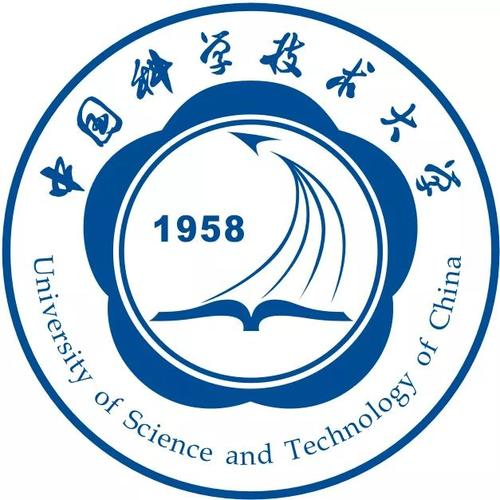 中国科学技术大学
1958
University of Science and Technology of China